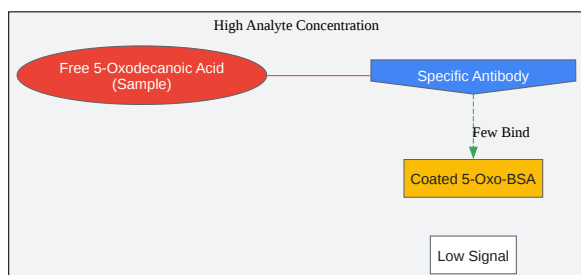 High Analyte Concentration
Free 5-Oxodecanoic Acid
(Sample)
Specific Antibody
Few Bind
Coated 5-Oxo-BSA
Low Signal